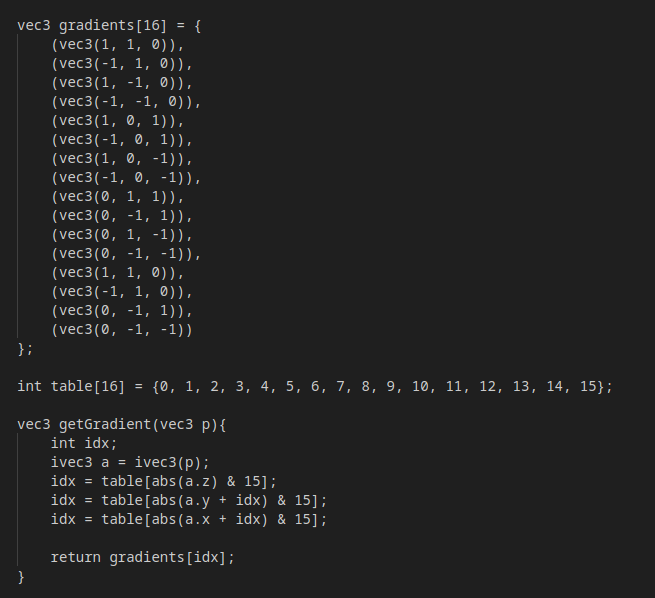 vec3 gradients[16] = {
    (vec3(1, 1, 0)),
    (vec3(-1, 1, 0)),
    (vec3(1, -1, 0)),
    (vec3(-1, -1, 0)),
    (vec3(1, 0, 1)),
    (vec3(-1, 0, 1)),
    (vec3(1, 0, -1)),
    (vec3(-1, 0, -1)),
    (vec3(0, 1, 1)),
    (vec3(0, -1, 1)),
    (vec3(0, 1, -1)),
    (vec3(0, -1, -1)),
    (vec3(1, 1, 0)),
    (vec3(-1, 1, 0)),
    (vec3(0, -1, 1)),
    (vec3(0, -1, -1))
};

int table[16] = {0, 1, 2, 3, 4, 5, 6, 7, 8, 9, 10, 11, 12, 13, 14, 15};

vec3 getGradient(vec3 p){
    int idx;
    ivec3 a = ivec3(p);
    idx = table[abs(a.z) & 15];
    idx = table[abs(a.y + idx) & 15];
    idx = table[abs(a.x + idx) & 15];

    return gradients[idx];
}